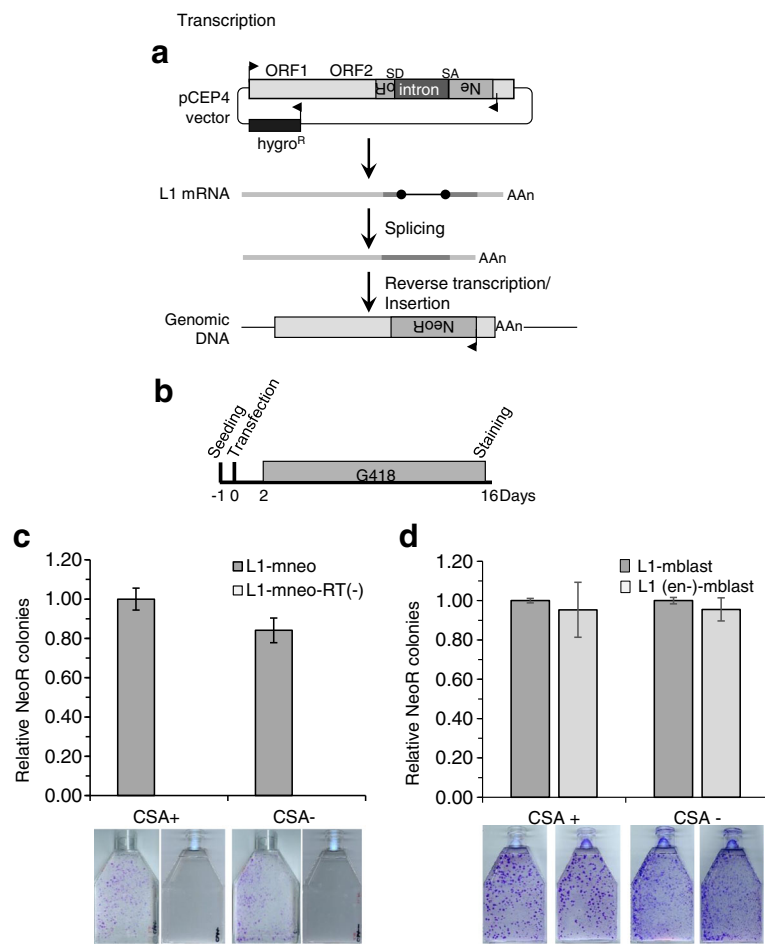 Transcription
a
ORF1 ORF2 SD SA
oR intron Ne
pCEP4
vector
hygroR
L1 mRNA AAn
Splicing
AAn
Reverse transcription/
Insertion
Genomic
DNA
NeoR AAn
b
Seeding
Transfection
Staining
G418
-1 0 2 16 Days
c
Relative NeoR colonies
1.20
1.00
0.80
0.60
0.40
0.20
0.00
L1-mneo
L1-mneo-RT(-)
CSA+ CSA-
d
Relative NeoR colonies
1.20
1.00
0.80
0.60
0.40
0.20
0.00
L1-mblast
L1 (en-)-mblast
CSA + CSA -